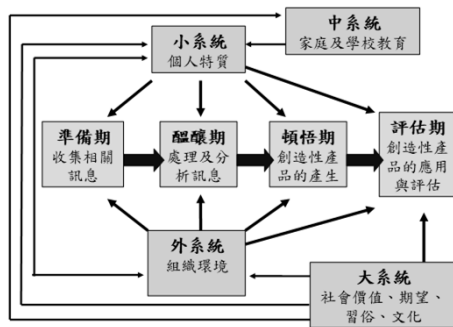 小系統
個人特質
中系統
家庭及學校教育
準備期
收集相關
訊息
醞釀期
處理及分
析訊息
頓悟期
創造性產
品的產生
評估期
創造性產
品的應用
與評估
外系統
組織環境
大系統
社會價值、期望、
習俗、文化